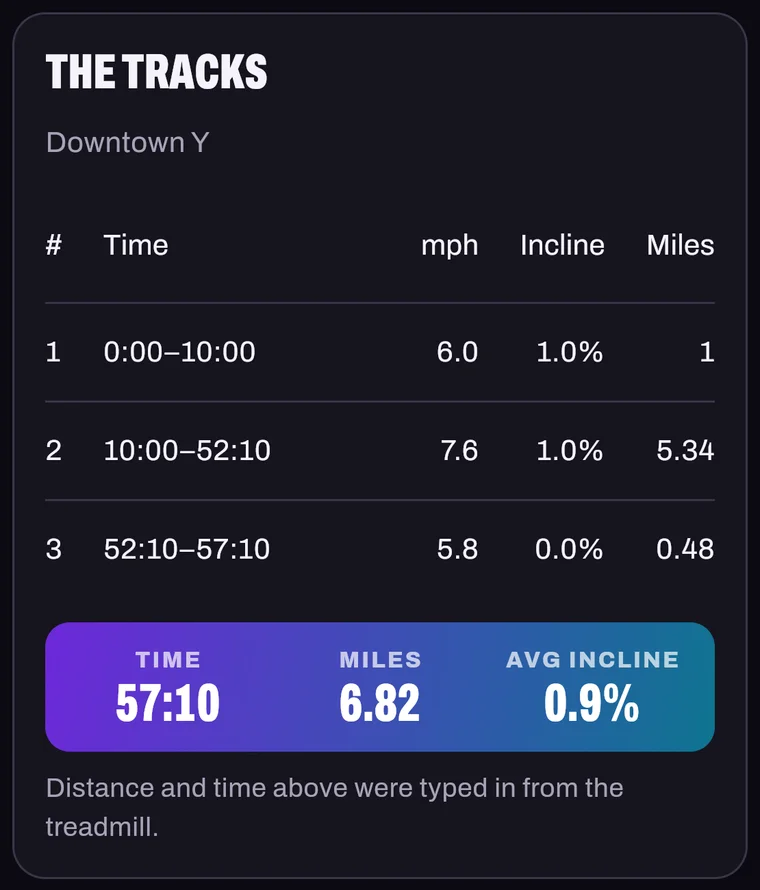 THE TRACKS
Downtown Y
# Time mph Incline Miles
1 0:00–10:00 6.0 1.0% 1
2 10:00–52:10 7.6 1.0% 5.34
3 52:10–57:10 5.8 0.0% 0.48
TIME MILES AVG INCLINE
57:10 6.82 0.9%
Distance and time above were typed in from the
treadmill.